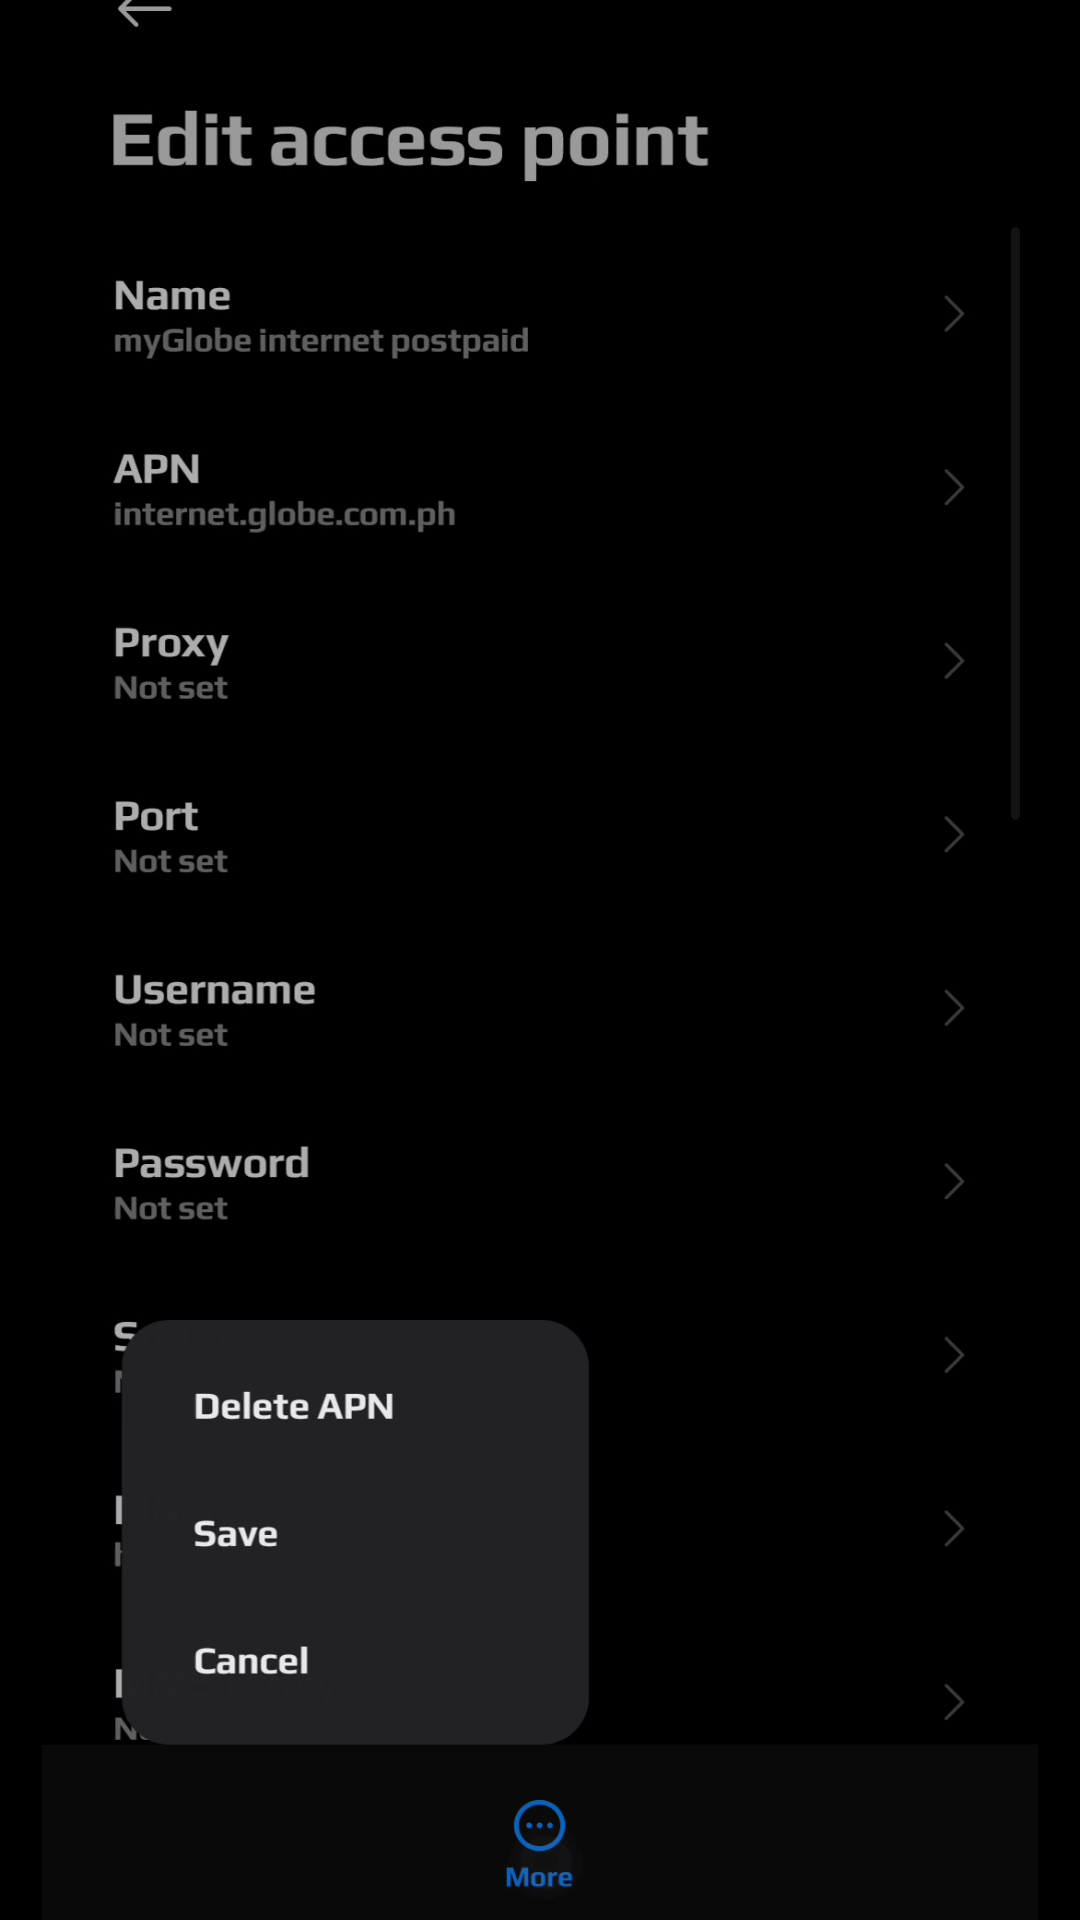 Edit access point
Name
myGlobe internet postpaid
APN
internet.globe.com.ph
Proxy
Not set
Port
Not set
Username
Not set
Password
Not set
Delete APN
Save
Cancel
More